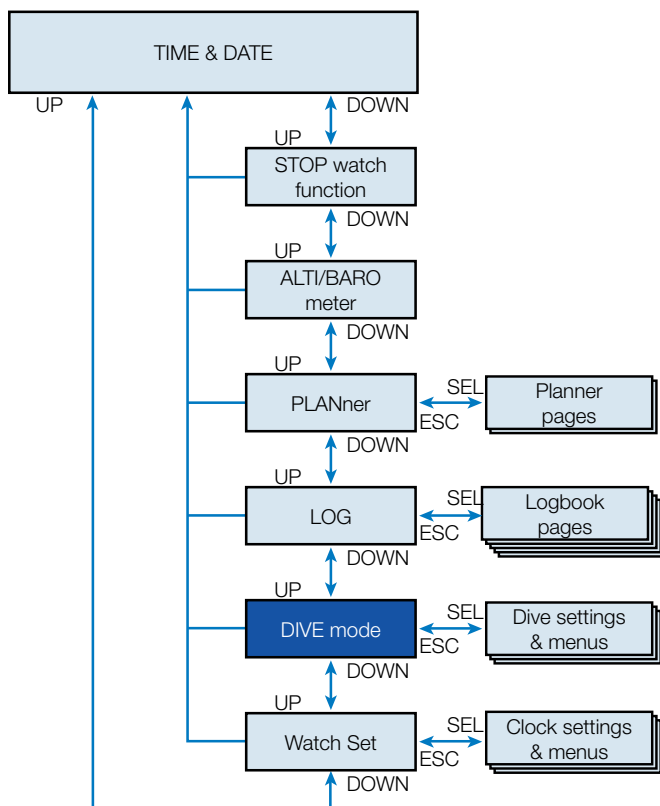 TIME & DATE
UP
DOWN
UP
STOP watch
function
DOWN
UP
ALTI/BARO
meter
DOWN
UP
PLANner
SEL
ESC
Planner
pages
DOWN
UP
LOG
SEL
ESC
Logbook
pages
DOWN
UP
DIVE mode
SEL
ESC
Dive settings
& menus
DOWN
UP
Watch Set
SEL
ESC
Clock settings
& menus
DOWN